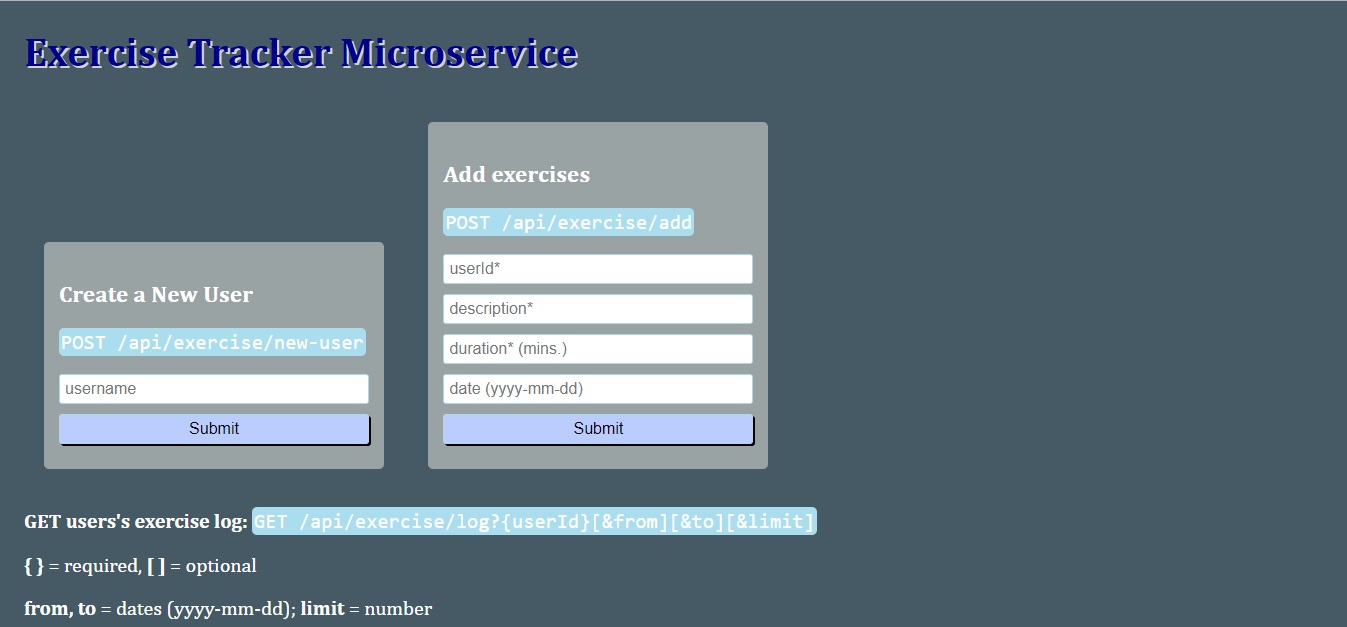 Exercise Tracker Microservice
Create a New User
POST /api/exercise/new-user
username
Submit
Add exercises
POST /api/exercise/add
userId*
description*
duration* (mins.)
date (yyyy-mm-dd)
Submit
GET users's exercise log: GET /api/exercise/log?{userId}[&from][&to][&limit]
{ } = required, [ ] = optional
from, to = dates (yyyy-mm-dd); limit = number